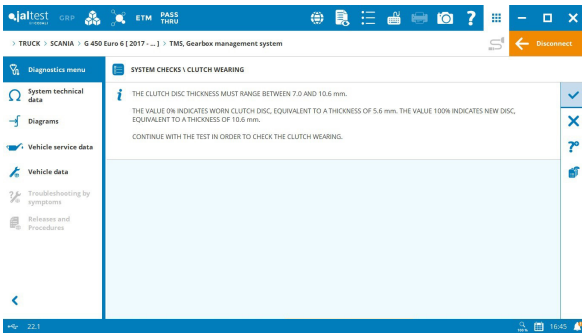 jaltest GRP ETM PASS THRU ?
> TRUCK > SCANIA > G 450 Euro 6 [ 2017 - ... ] > TMS, Gearbox management system
Disconnect
Diagnostics menu
SYSTEM CHECKS \ CLUTCH WEARING
System technical data
THE CLUTCH DISC THICKNESS MUST RANGE BETWEEN 7.0 AND 10.6 mm.
THE VALUE 0% INDICATES WORN CLUTCH DISC, EQUIVALENT TO A THICKNESS OF 5.6 mm. THE VALUE 100% INDICATES NEW DISC,
EQUIVALENT TO A THICKNESS OF 10.6 mm.
CONTINUE WITH THE TEST IN ORDER TO CHECK THE CLUTCH WEARING.
Diagrams
Vehicle service data
Vehicle data
Troubleshooting by
symptoms
Releases and
Procedures
22.1
100%
16:45